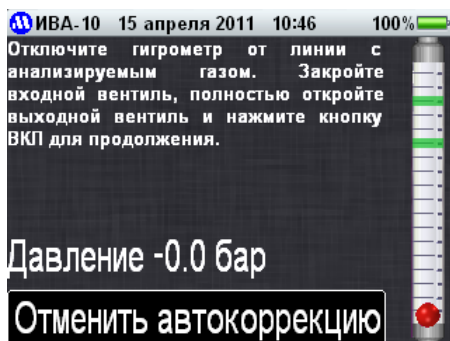 ИВА-10 15 апреля 2011 10:46 100%
Отключите гигрометр от линии с
анализируемым газом. Закройте
входной вентиль, полностью откройте
выходной вентиль и нажмите кнопку
ВКЛ для продолжения.
Давление -0.0 бар
Отменить автокоррекцию